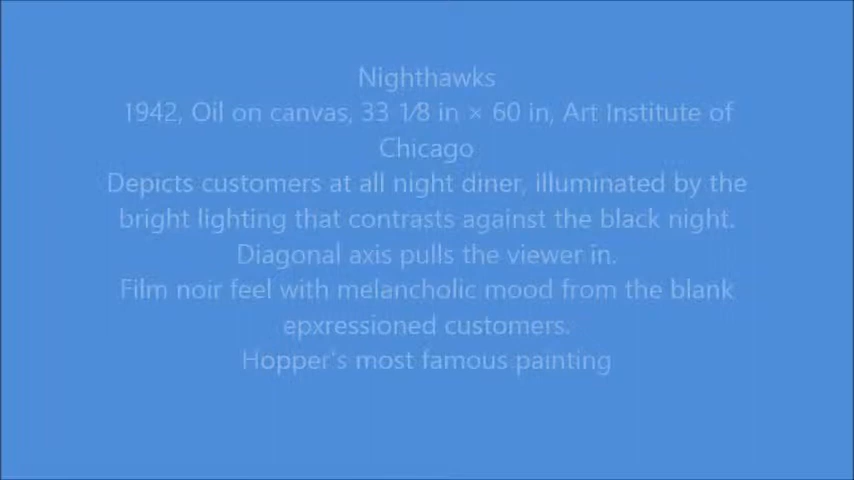 Nighthawks
1942, Oil on canvas, 33 1⁄8 in × 60 in, Art Institute of
Chicago
Depicts customers at all night diner, illuminated by the
bright lighting that contrasts against the black night.
Diagonal axis pulls the viewer in.
Film noir feel with melancholic mood from the blank
epxressioned customers.
Hopper's most famous painting